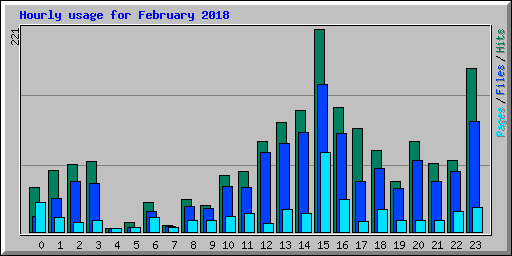 Hourly usage for February 2018
221
Pages/Files/Hits
0 1 2 3 4 5 6 7 8 9 10 11 12 13 14 15 16 17 18 19 20 21 22 23